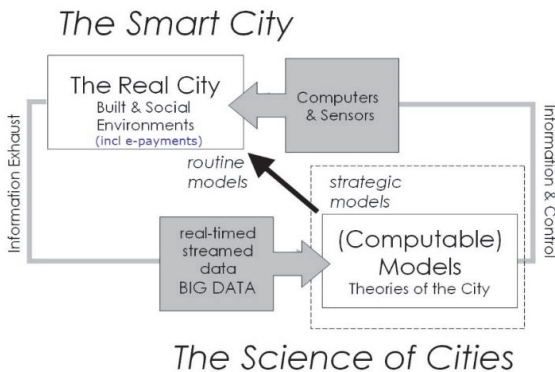 The Smart City
The Real City
Built & Social
Environments
(incl e-payments)
Computers
& Sensors
Information Exhaust
Information & Control
routine
models
strategic
models
real-timed
streamed
data
BIG DATA
(Computable)
Models
Theories of the City
The Science of Cities